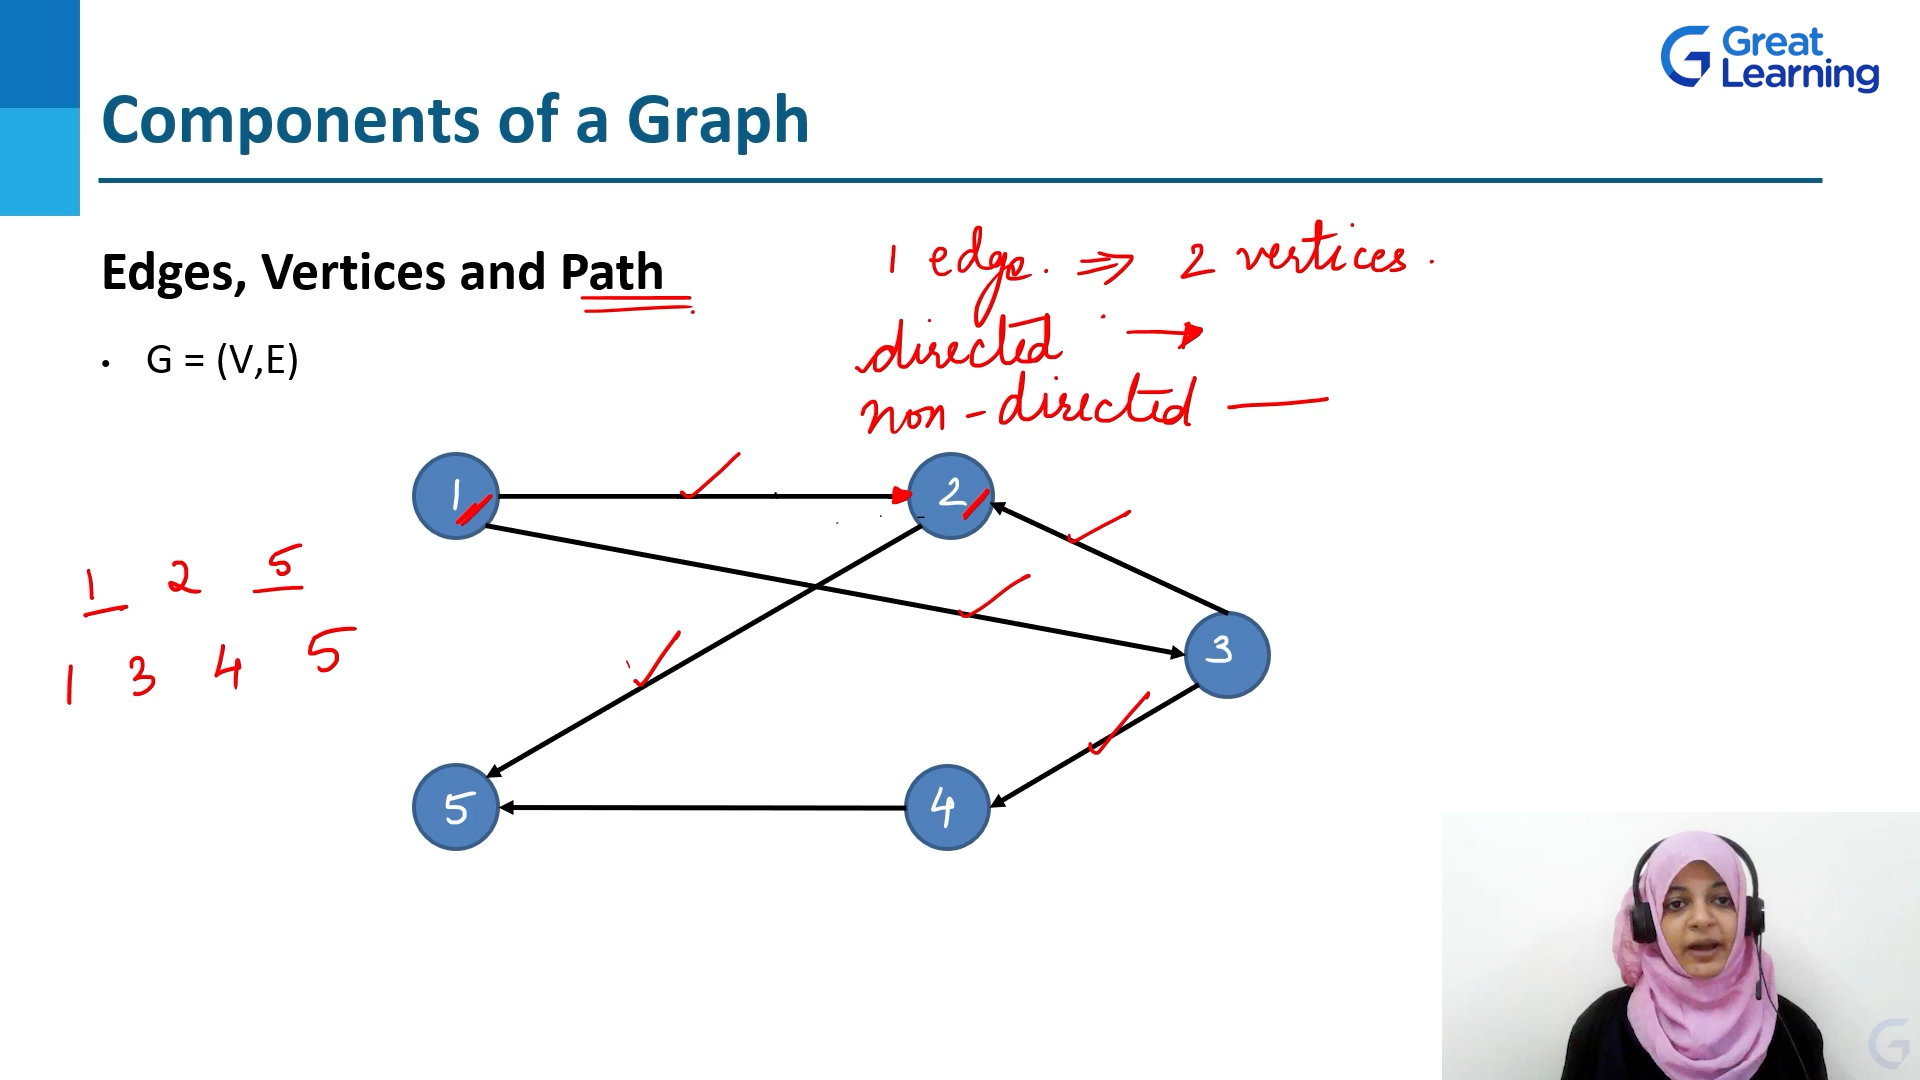 Great
Learning
Components of a Graph
Edges, Vertices and Path
• G = (V,E)
1 edge. ⇒ 2 vertices.
directed →
non-directed —
1 2
1 2 5
3
1 3 4 5
5 4